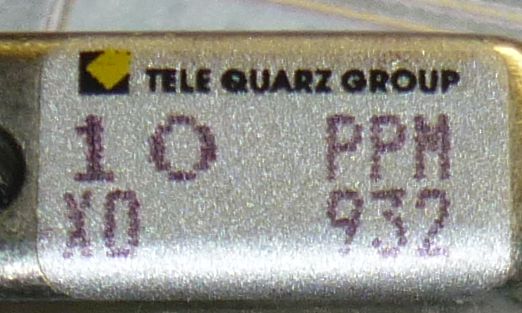 TELE QUARZ GROUP
10 PPM
XO 932